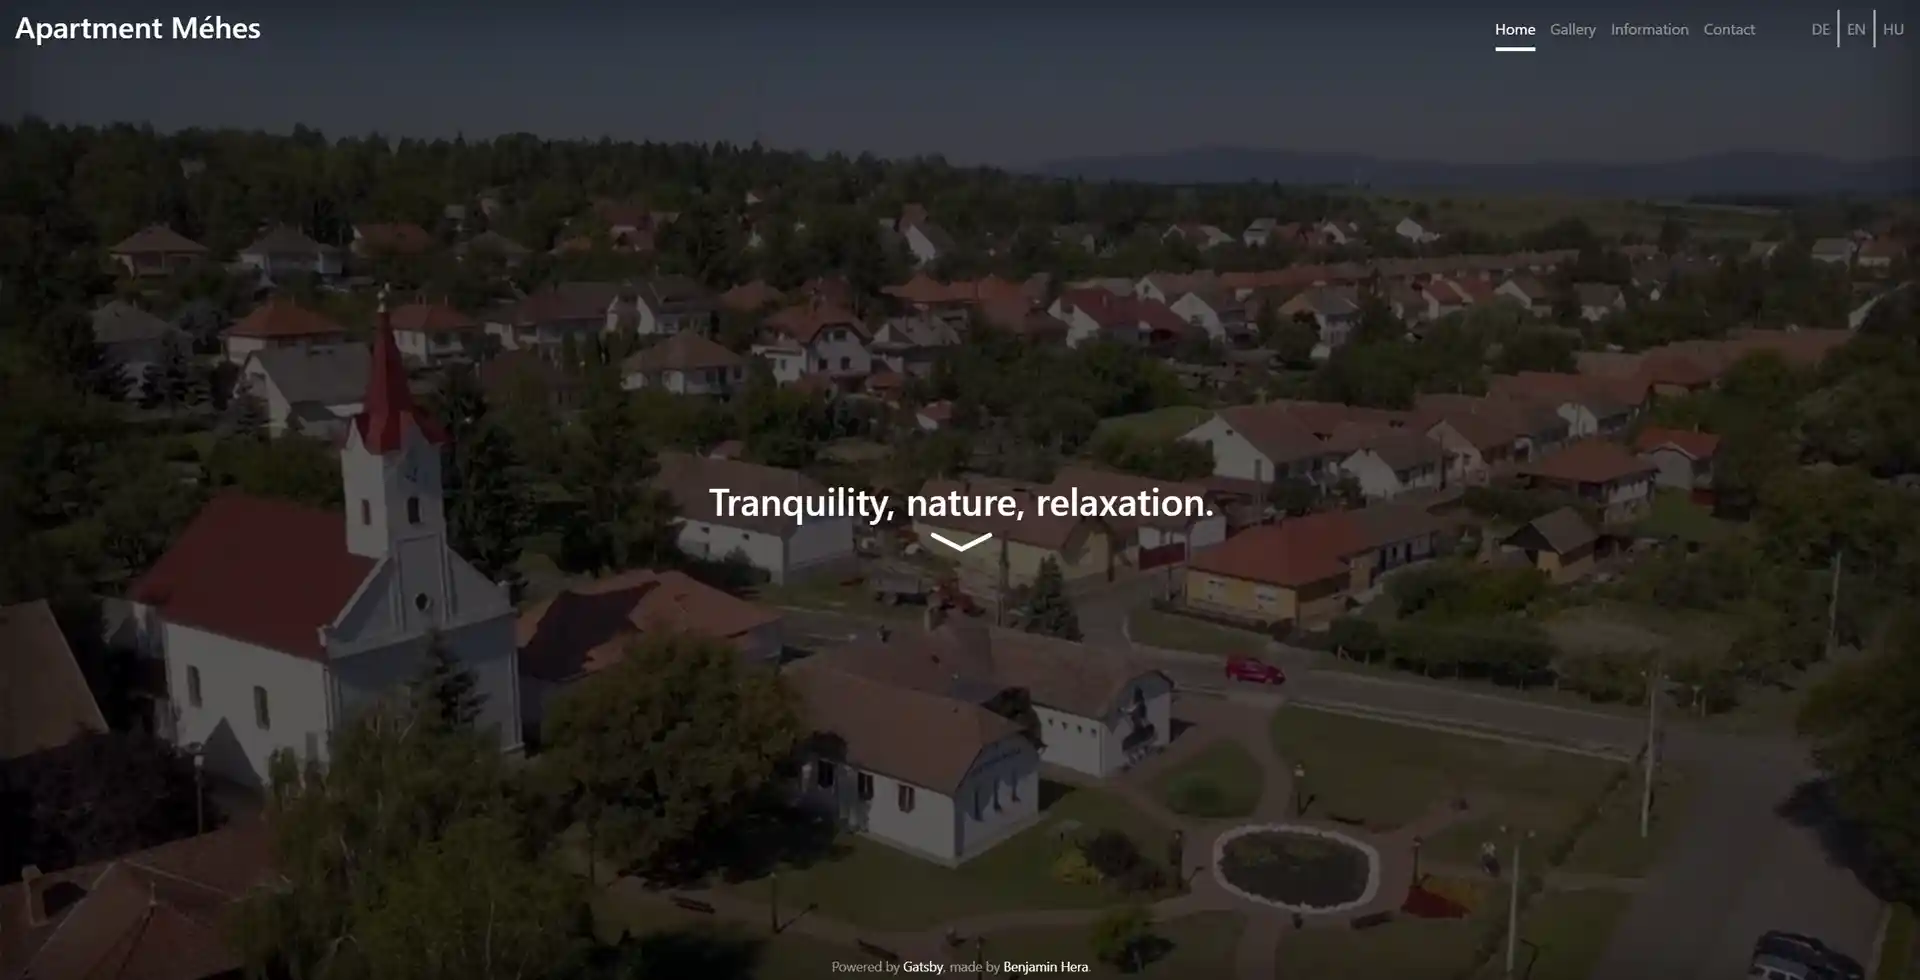 Apartment Méhes
Home Gallery Information Contact DE EN HU
Tranquility, nature, relaxation.
Powered by Gatsby, made by Benjamin Hera.